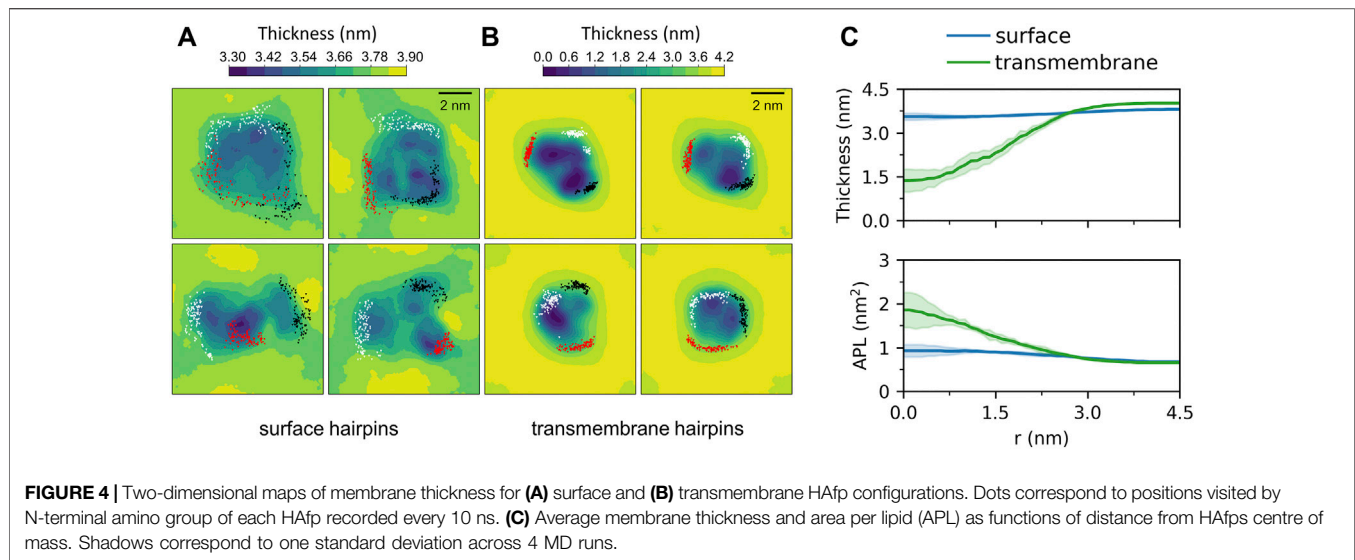 A
Thickness (nm)
3.30 3.42 3.54 3.66 3.78 3.90
B
Thickness (nm)
0.0 0.6 1.2 1.8 2.4 3.0 3.6 4.2
2 nm
2 nm
surface hairpins
transmembrane hairpins
C
surface
transmembrane
Thickness (nm)
4.5
3.0
1.5
0.0
APL (nm²)
3
2
1
0
0.0 1.5 3.0 4.5
r (nm)
FIGURE 4 | Two-dimensional maps of membrane thickness for (A) surface and (B) transmembrane HAfp configurations. Dots correspond to positions visited by
N-terminal amino group of each HAfp recorded every 10 ns. (C) Average membrane thickness and area per lipid (APL) as functions of distance from HAfps centre of
mass. Shadows correspond to one standard deviation across 4 MD runs.